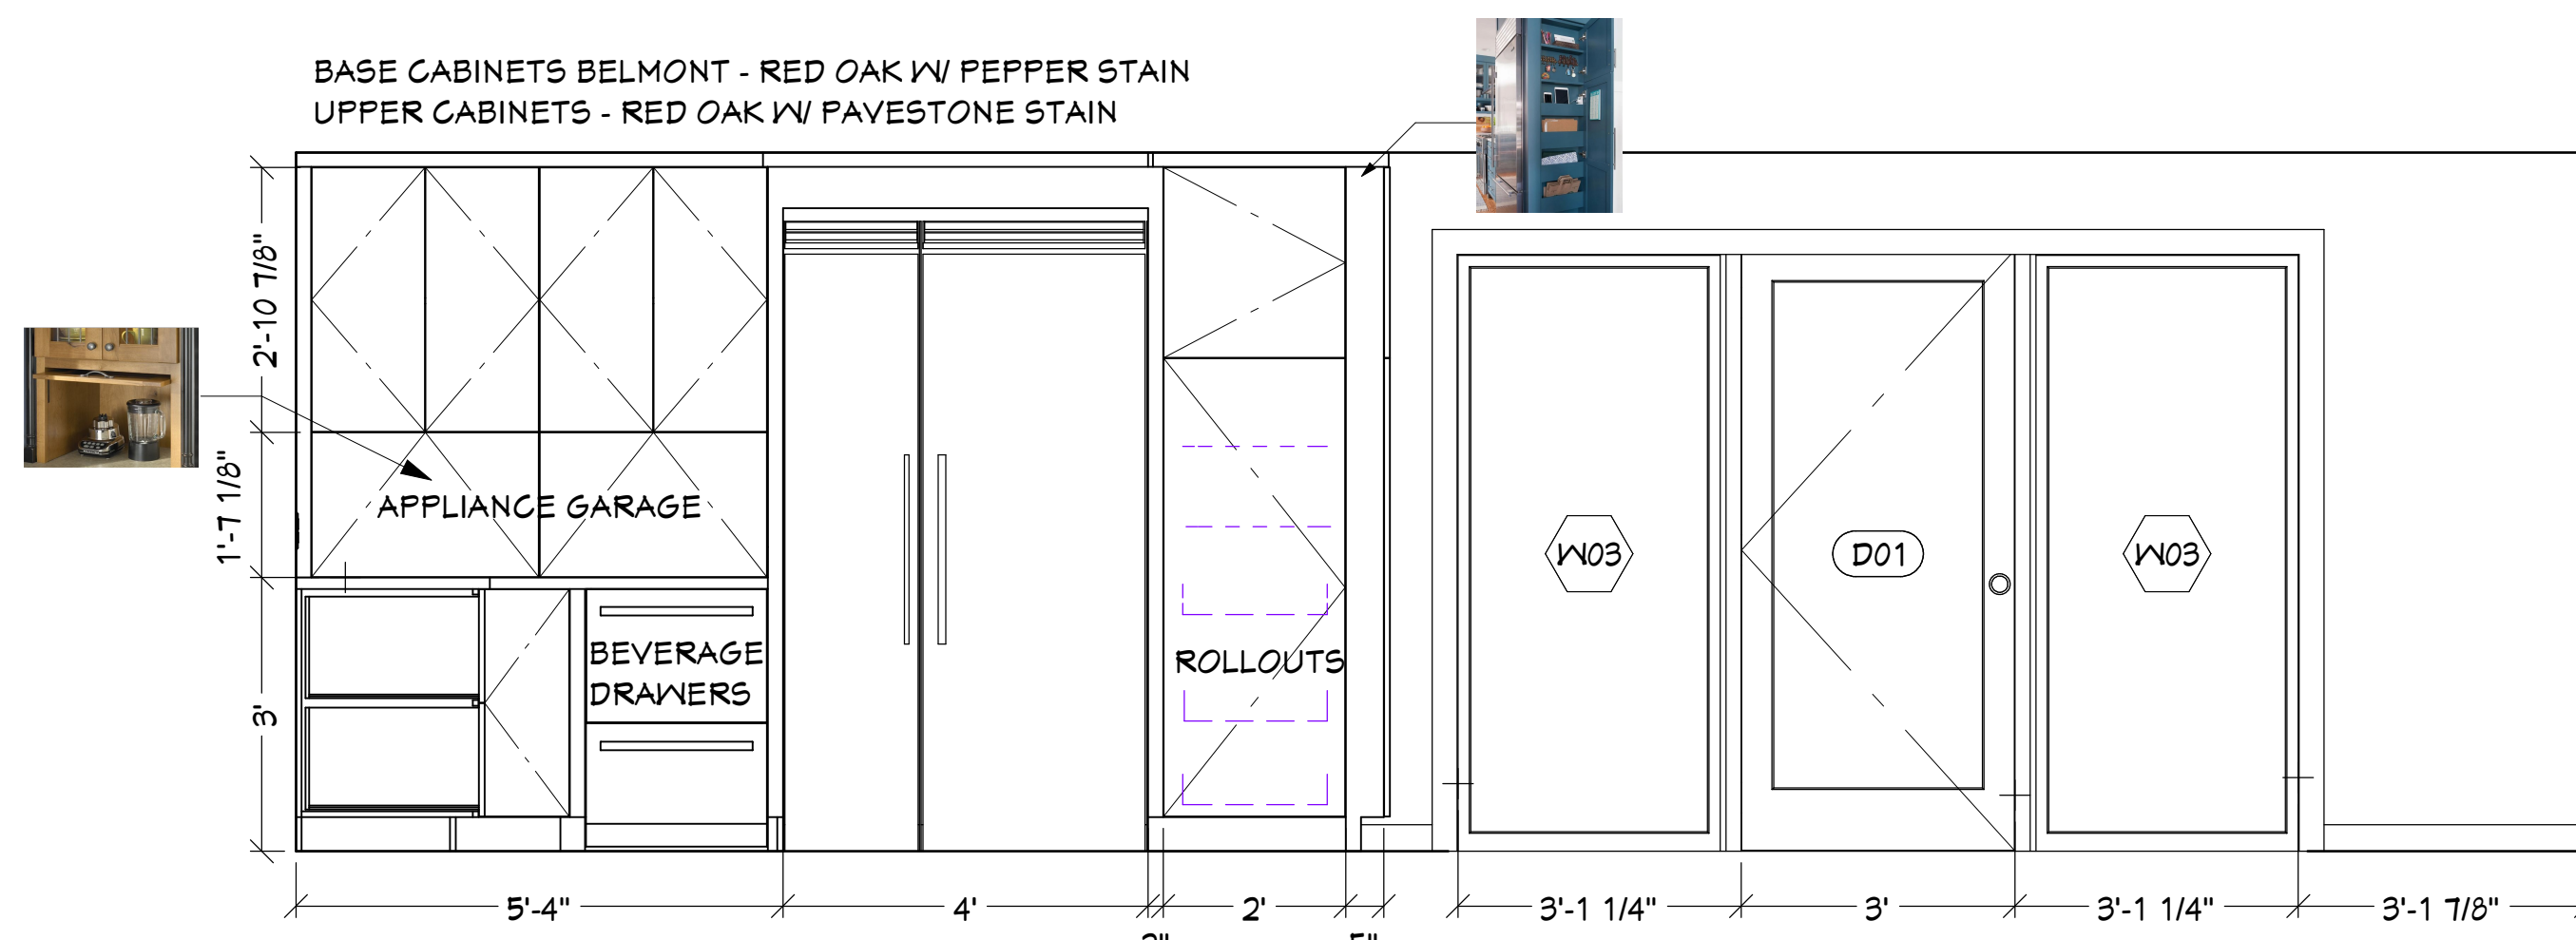 BASE CABINETS BELMONT - RED OAK W/ PEPPER STAIN
UPPER CABINETS - RED OAK W/ PAVESTONE STAIN
2'-10 7/8"
1'-7 1/8"
3'
APPLIANCE GARAGE
BEVERAGE
DRAWERS
ROLLOUTS
W03
D01
W03
5'-4"
4'
2'
3'-1 1/4"
3'
3'-1 1/4"
3'-1 7/8"